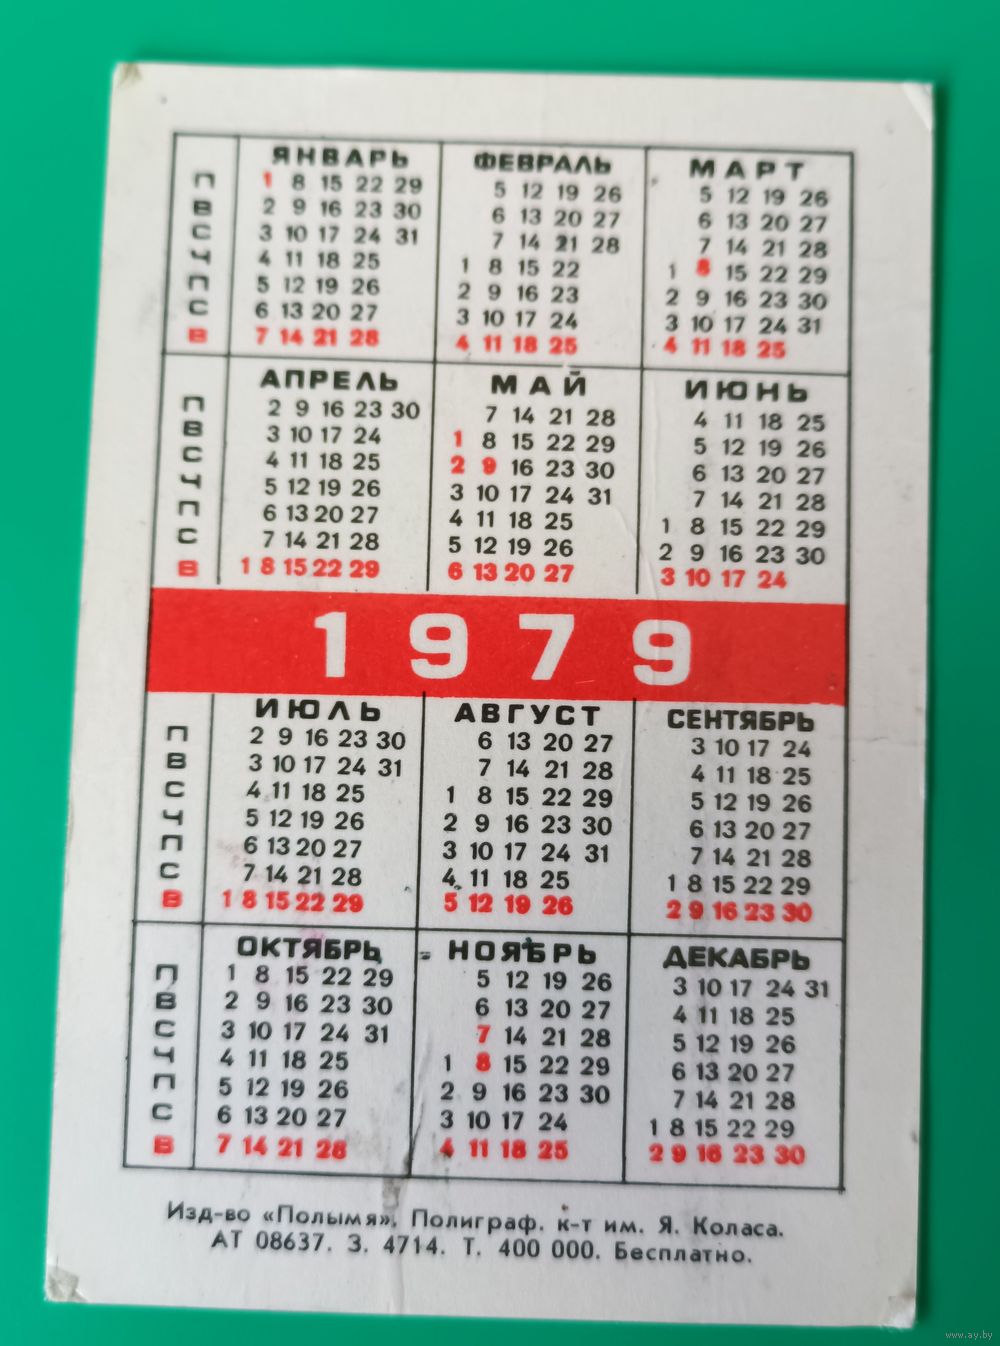 ЯНВАРЬ ФЕВРАЛЬ МАРТ
П 1 8 15 22 29 5 12 19 26 5 12 19 26
В 2 9 16 23 30 6 13 20 27 6 13 20 27
С 3 10 17 24 31 7 14 21 28 7 14 21 28
Ч 4 11 18 25 1 8 15 22 1 8 15 22 29
П 5 12 19 26 2 9 16 23 2 9 16 23 30
С 6 13 20 27 3 10 17 24 3 10 17 24 31
В 7 14 21 28 4 11 18 25 4 11 18 25
АПРЕЛЬ МАЙ ИЮНЬ
П 2 9 16 23 30 7 14 21 28 4 11 18 25
В 3 10 17 24 1 8 15 22 29 5 12 19 26
С 4 11 18 25 2 9 16 23 30 6 13 20 27
Ч 5 12 19 26 3 10 17 24 31 7 14 21 28
П 6 13 20 27 4 11 18 25 1 8 15 22 29
С 7 14 21 28 5 12 19 26 2 9 16 23 30
В 1 8 15 22 29 6 13 20 27 3 10 17 24
1979
ИЮЛЬ АВГУСТ СЕНТЯБРЬ
П 2 9 16 23 30 6 13 20 27 3 10 17 24
В 3 10 17 24 31 7 14 21 28 4 11 18 25
С 4 11 18 25 1 8 15 22 29 5 12 19 26
Ч 5 12 19 26 2 9 16 23 30 6 13 20 27
П 6 13 20 27 3 10 17 24 31 7 14 21 28
С 7 14 21 28 4 11 18 25 1 8 15 22 29
В 1 8 15 22 29 5 12 19 26 2 9 16 23 30
ОКТЯБРЬ НОЯБРЬ ДЕКАБРЬ
П 1 8 15 22 29 5 12 19 26 3 10 17 24 31
В 2 9 16 23 30 6 13 20 27 4 11 18 25
С 3 10 17 24 31 7 14 21 28 5 12 19 26
Ч 4 11 18 25 1 8 15 22 29 6 13 20 27
П 5 12 19 26 2 9 16 23 30 7 14 21 28
С 6 13 20 27 3 10 17 24 1 8 15 22 29
В 7 14 21 28 4 11 18 25 2 9 16 23 30
Изд-во «Полымя». Полиграф. к-т им. Я. Коласа.
АТ 08637. З. 4714. Т. 400 000. Бесплатно.
www.ay.by